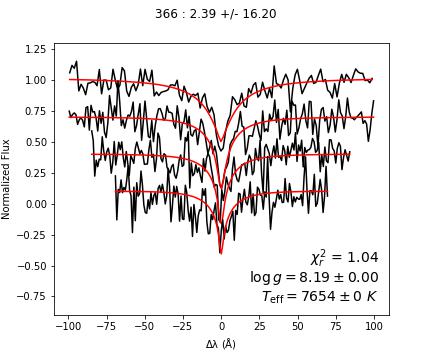 366 : 2.39 +/- 16.20
1.25
1.00
0.75
0.50
0.25
0.00
−0.25
−0.50
−0.75
Normalized Flux
χ²ᵣ = 1.04
log g = 8.19 ± 0.00
T_eff = 7654 ± 0 K
−100 −75 −50 −25 0 25 50 75 100
Δλ (Å)